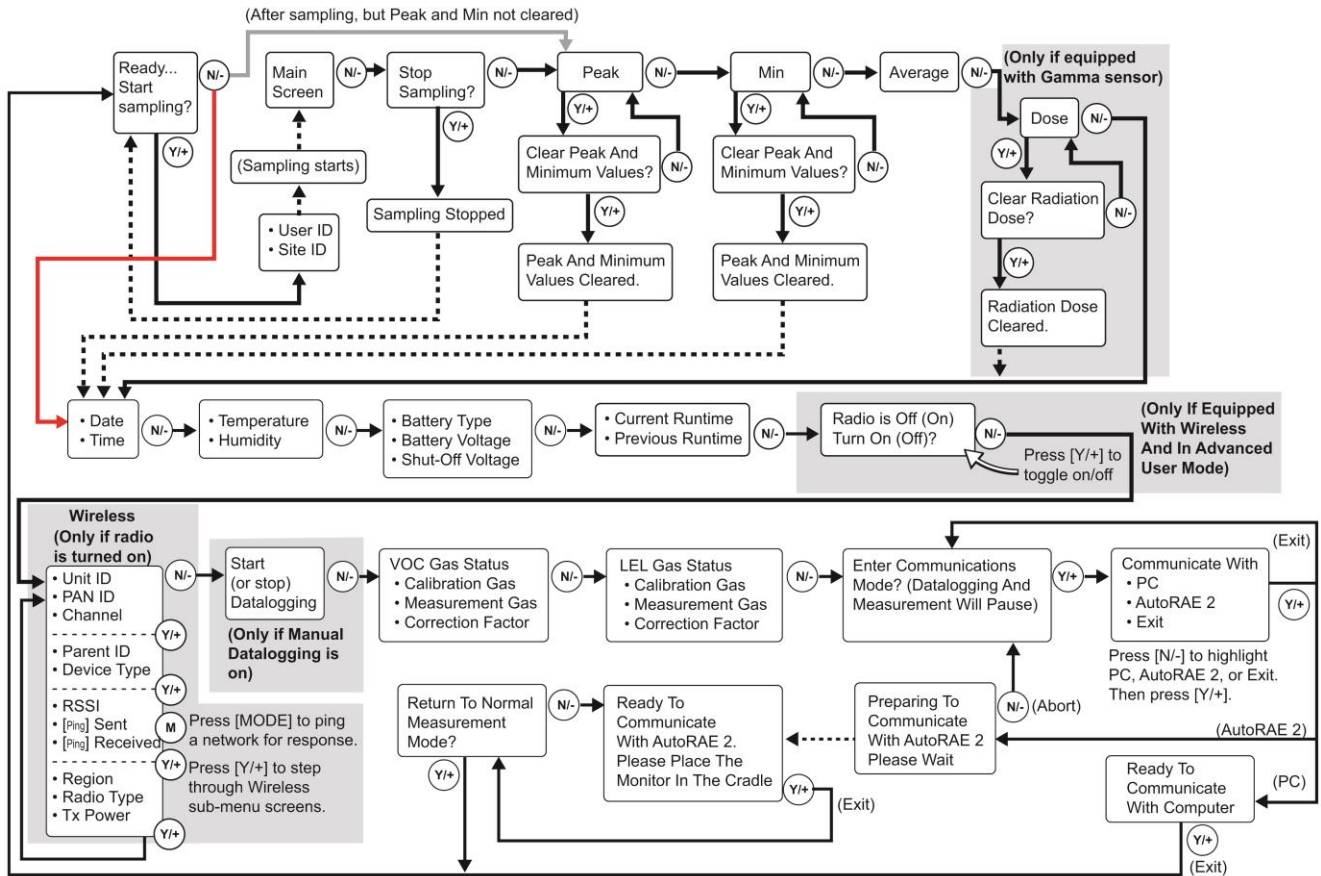 (After sampling, but Peak and Min not cleared)
Ready...
Start
sampling?
N/-
Y/+
Main
Screen
N/-
(Sampling starts)
• User ID
• Site ID
Stop
Sampling?
N/-
Y/+
Sampling Stopped
Peak
N/-
Y/+
Clear Peak And
Minimum Values?
N/-
Y/+
Peak And Minimum
Values Cleared.
Min
N/-
Y/+
Clear Peak And
Minimum Values?
N/-
Y/+
Peak And Minimum
Values Cleared.
Average
N/-
(Only if equipped
with Gamma sensor)
Dose
N/-
Y/+
Clear Radiation
Dose?
N/-
Y/+
Radiation Dose
Cleared.
• Date
• Time
N/-
• Temperature
• Humidity
N/-
• Battery Type
• Battery Voltage
• Shut-Off Voltage
N/-
• Current Runtime
• Previous Runtime
N/-
Radio is Off (On)
Turn On (Off)?
N/-
Press [Y/+] to
toggle on/off
(Only If Equipped
With Wireless
And In Advanced
User Mode)
Wireless
(Only if radio
is turned on)
• Unit ID
• PAN ID
• Channel
N/-
Y/+
• Parent ID
• Device Type
Y/+
• RSSI
• [Ping] Sent
• [Ping] Received
M
Press [MODE] to ping
a network for response.
Y/+
Press [Y/+] to step
through Wireless
sub-menu screens.
• Region
• Radio Type
• Tx Power
Y/+
Start
(or stop)
Datalogging
N/-
(Only if Manual
Datalogging is
on)
VOC Gas Status
• Calibration Gas
• Measurement Gas
• Correction Factor
N/-
LEL Gas Status
• Calibration Gas
• Measurement Gas
• Correction Factor
N/-
Enter Communications
Mode? (Datalogging And
Measurement Will Pause)
Y/+
Communicate With
• PC
• AutoRAE 2
• Exit
(Exit)
Y/+
Press [N/-] to highlight
PC, AutoRAE 2, or Exit.
Then press [Y/+].
(AutoRAE 2)
(PC)
Return To Normal
Measurement
Mode?
N/-
Y/+
Ready To
Communicate
With AutoRAE 2.
Please Place The
Monitor In The Cradle
Y/+
(Exit)
Preparing To
Communicate
With AutoRAE 2
Please Wait
N/-
(Abort)
Ready To
Communicate
With Computer
Y/+
(Exit)